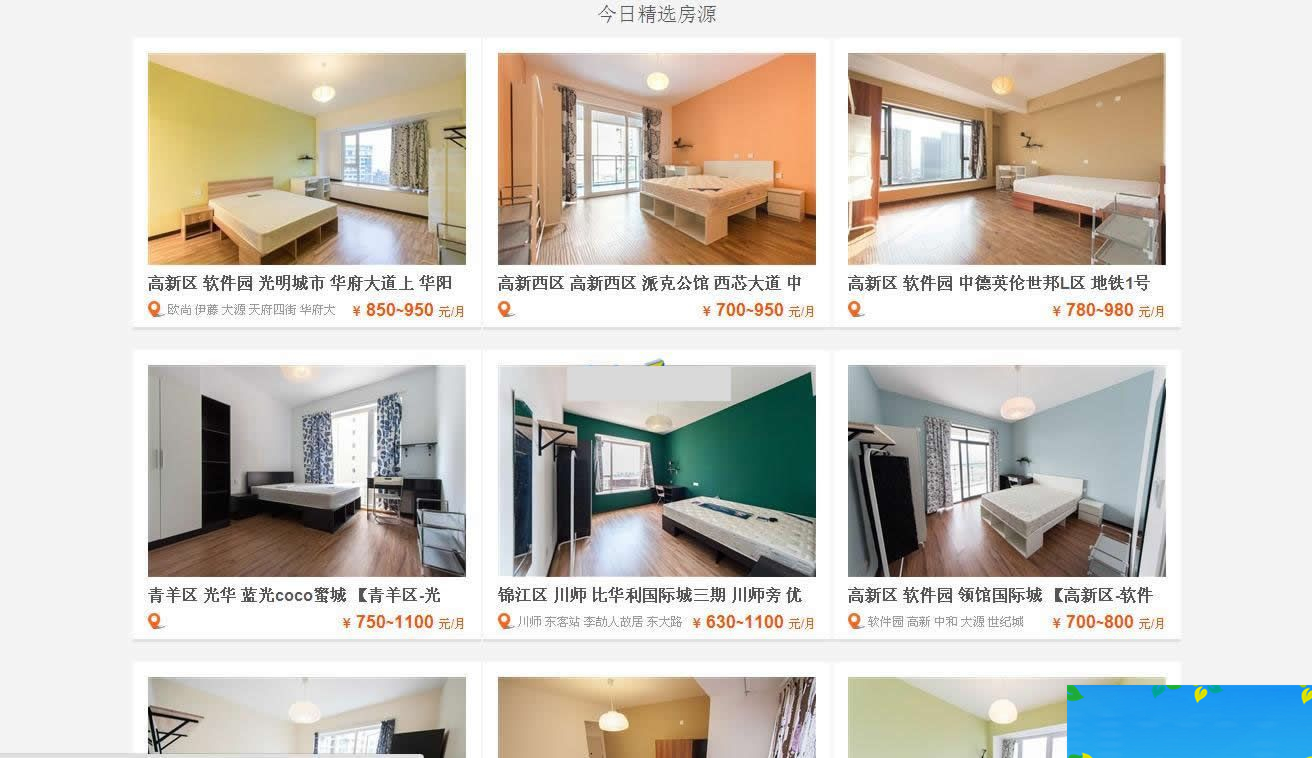 今日精选房源
高新区 软件园 光明城市 华府大道上 华阳
欧尚 伊藤 大源 天府四街 华府大 ¥ 850~950 元/月
高新西区 高新西区 派克公馆 西芯大道 中
¥ 700~950 元/月
高新区 软件园 中德英伦世邦L区 地铁1号
¥ 780~980 元/月
青羊区 光华 蓝光coco蜜城 【青羊区-光
¥ 750~1100 元/月
锦江区 川师 比华利国际城三期 川师旁 优
川师 东客站 李劼人故居 东大路 ¥ 630~1100 元/月
高新区 软件园 领馆国际城 【高新区-软件
软件园 高新 中和 大源 世纪城 ¥ 700~800 元/月